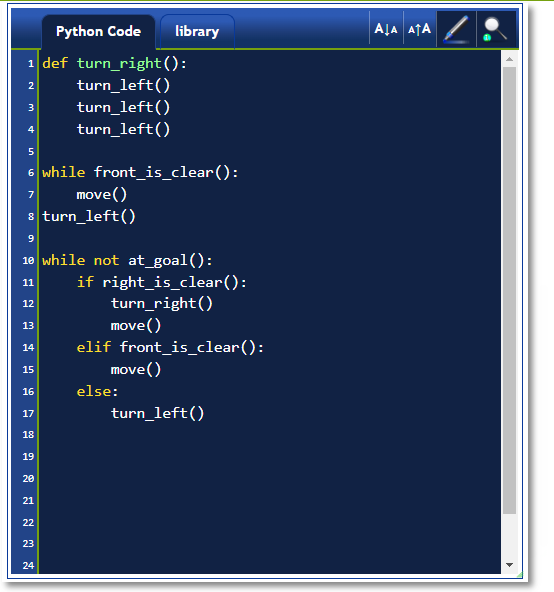 Python Code library A↓A A↑A
1 def turn_right():
2     turn_left()
3     turn_left()
4     turn_left()
5
6 while front_is_clear():
7     move()
8 turn_left()
9
10 while not at_goal():
11     if right_is_clear():
12         turn_right()
13         move()
14     elif front_is_clear():
15         move()
16     else:
17         turn_left()
18
19
20
21
22
23
24